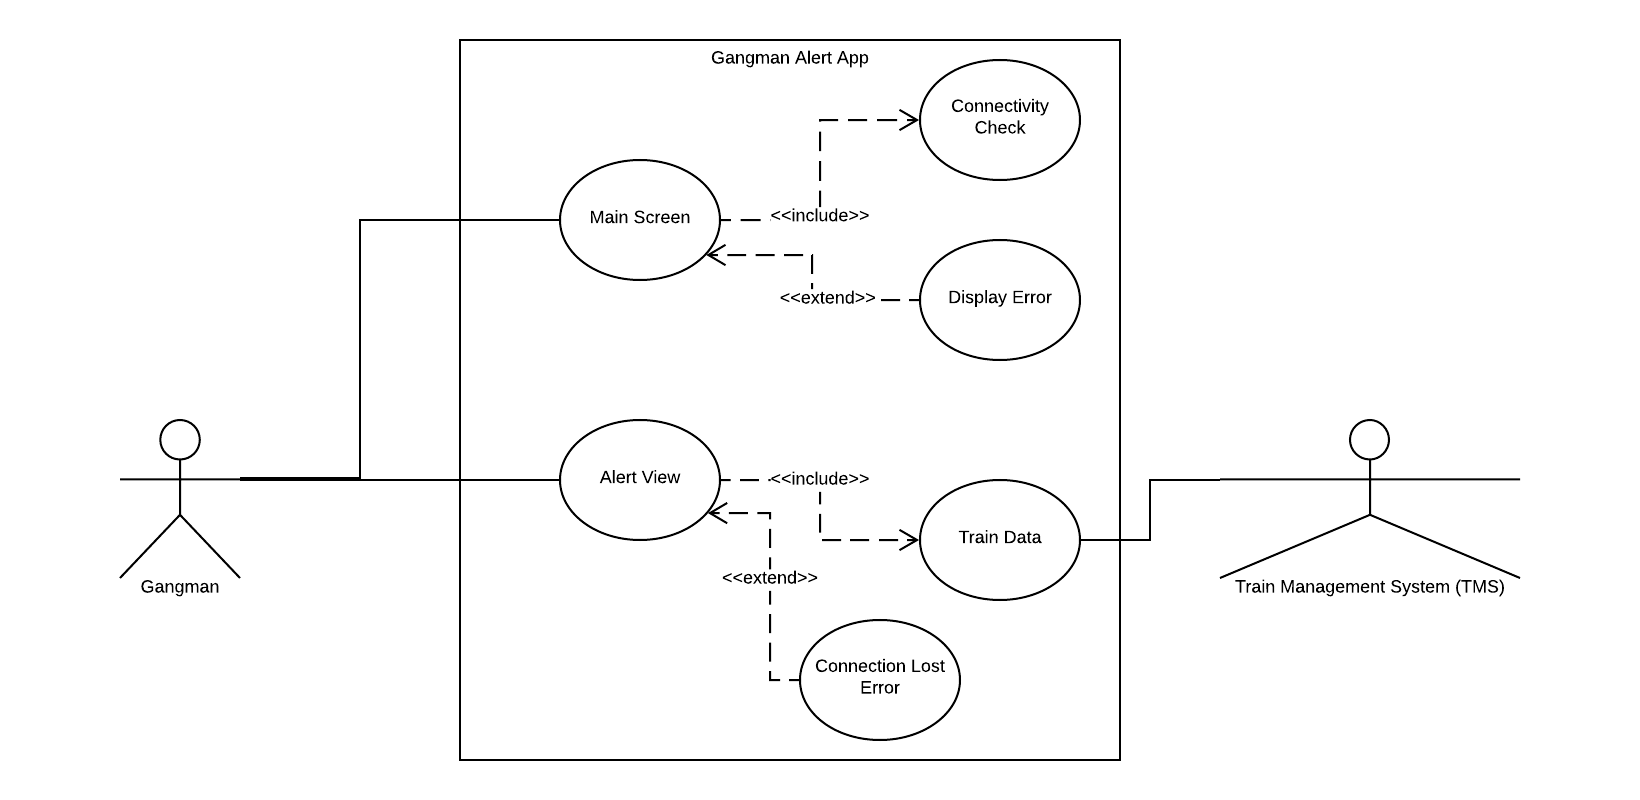 Gangman Alert App
Connectivity
Check
Main Screen
<<include>>
<<extend>>
Display Error
Alert View
<<include>>
Train Data
<<extend>>
Gangman
Train Management System (TMS)
Connection Lost
Error